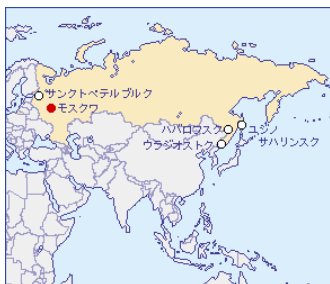 サンクトペテルブルク
モスクワ
ハバロフスク
ユジノ
サハリンスク
ウラジオストク